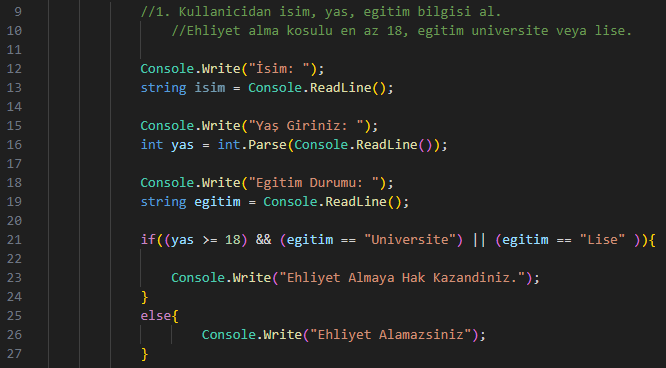 9 //1. Kullanicidan isim, yas, egitim bilgisi al.
10 //Ehliyet alma kosulu en az 18, egitim universite veya lise.
11
12 Console.Write("İsim: ");
13 string isim = Console.ReadLine();
14
15 Console.Write("Yaş Giriniz: ");
16 int yas = int.Parse(Console.ReadLine());
17
18 Console.Write("Egitim Durumu: ");
19 string egitim = Console.ReadLine();
20
21 if((yas >= 18) && (egitim == "Universite") || (egitim == "Lise" )){
22
23 Console.Write("Ehliyet Almaya Hak Kazandiniz.");
24 }
25 else{
26 Console.Write("Ehliyet Alamazsiniz");
27 }